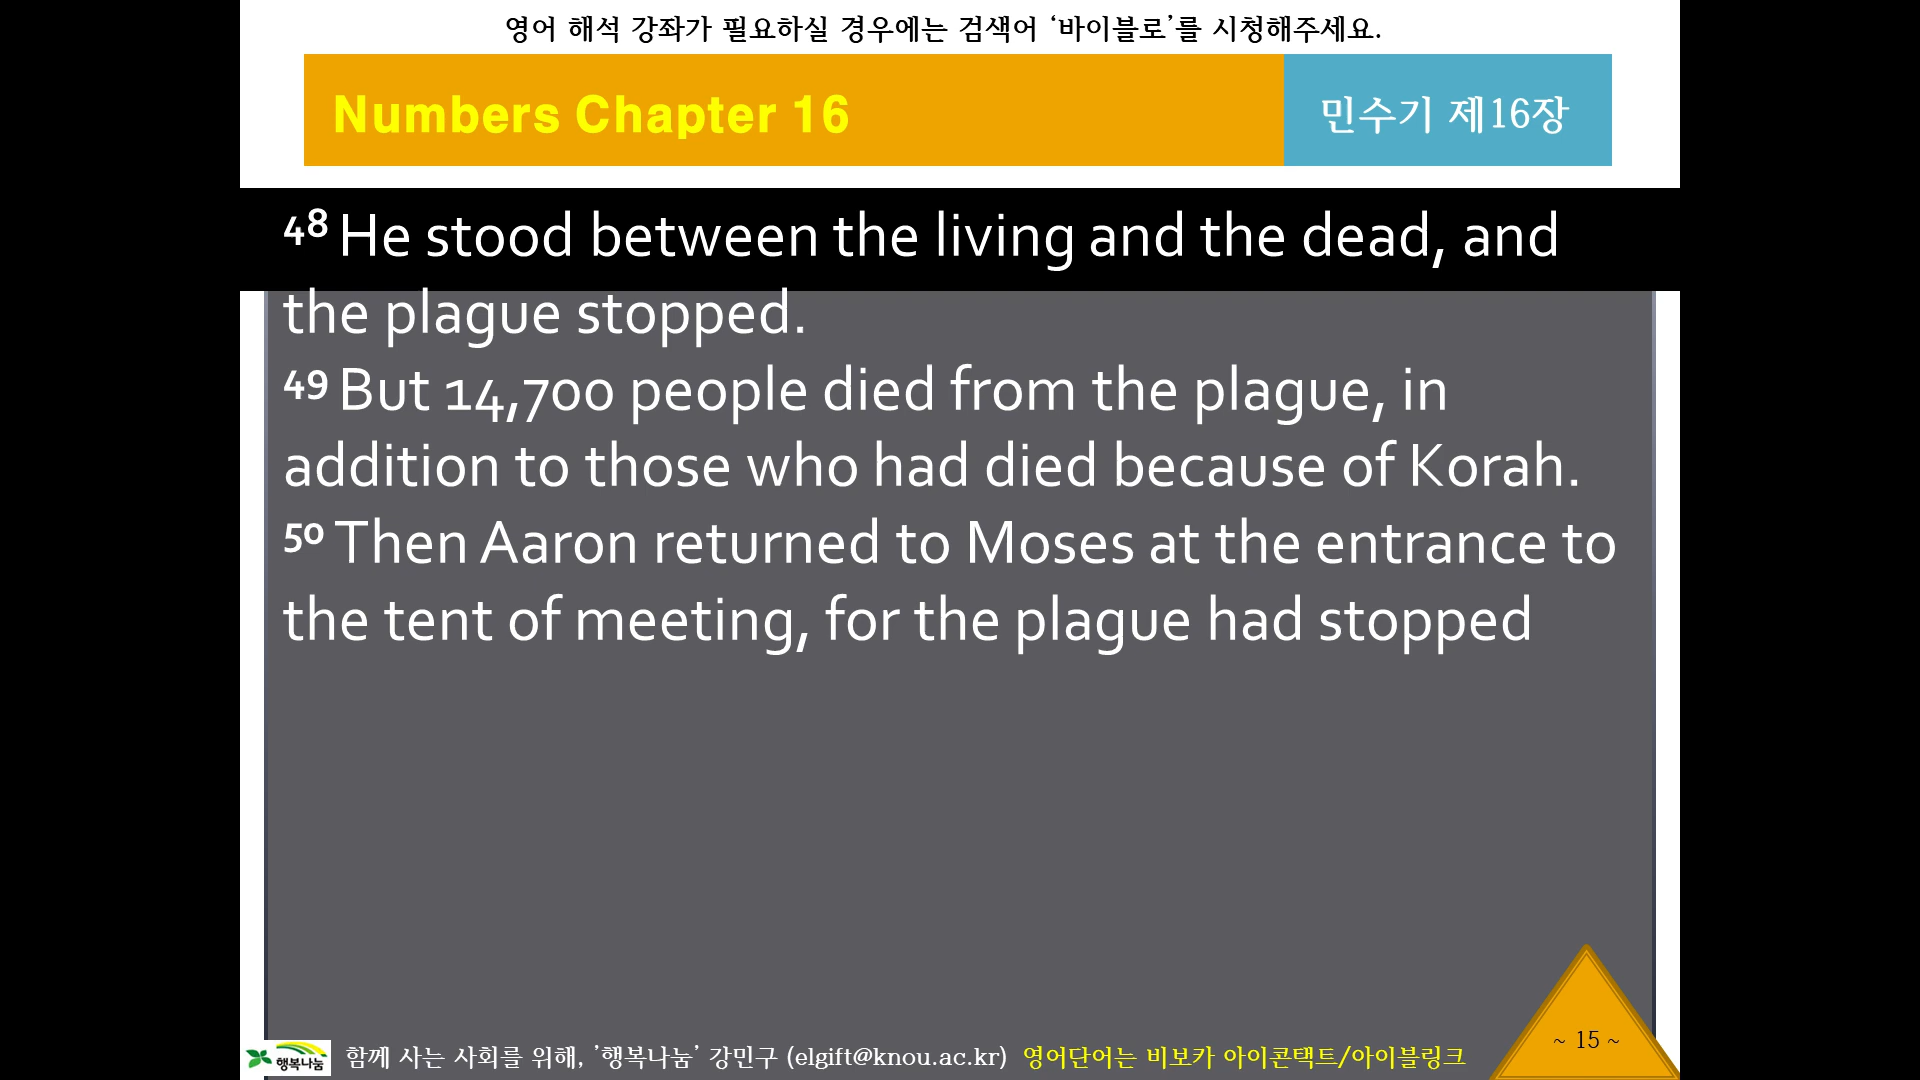 영어 해석 강좌가 필요하실 경우에는 검색어 ‘바이블로’를 시청해주세요.
Numbers Chapter 16
민수기 제16장
48 He stood between the living and the dead, and
the plague stopped.
49 But 14,700 people died from the plague, in
addition to those who had died because of Korah.
50 Then Aaron returned to Moses at the entrance to
the tent of meeting, for the plague had stopped
~ 15 ~
행복나눔
함께 사는 사회를 위해, ’행복나눔’ 강민구 (elgift@knou.ac.kr) 영어단어는 비보카 아이콘택트/아이블링크